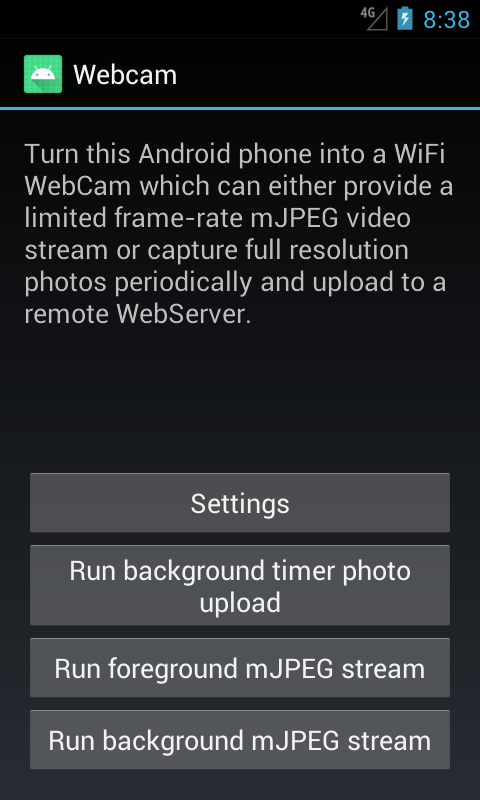 4G 8:38
Webcam
Turn this Android phone into a WiFi
WebCam which can either provide a
limited frame-rate mJPEG video
stream or capture full resolution
photos periodically and upload to a
remote WebServer.
Settings
Run background timer photo
upload
Run foreground mJPEG stream
Run background mJPEG stream